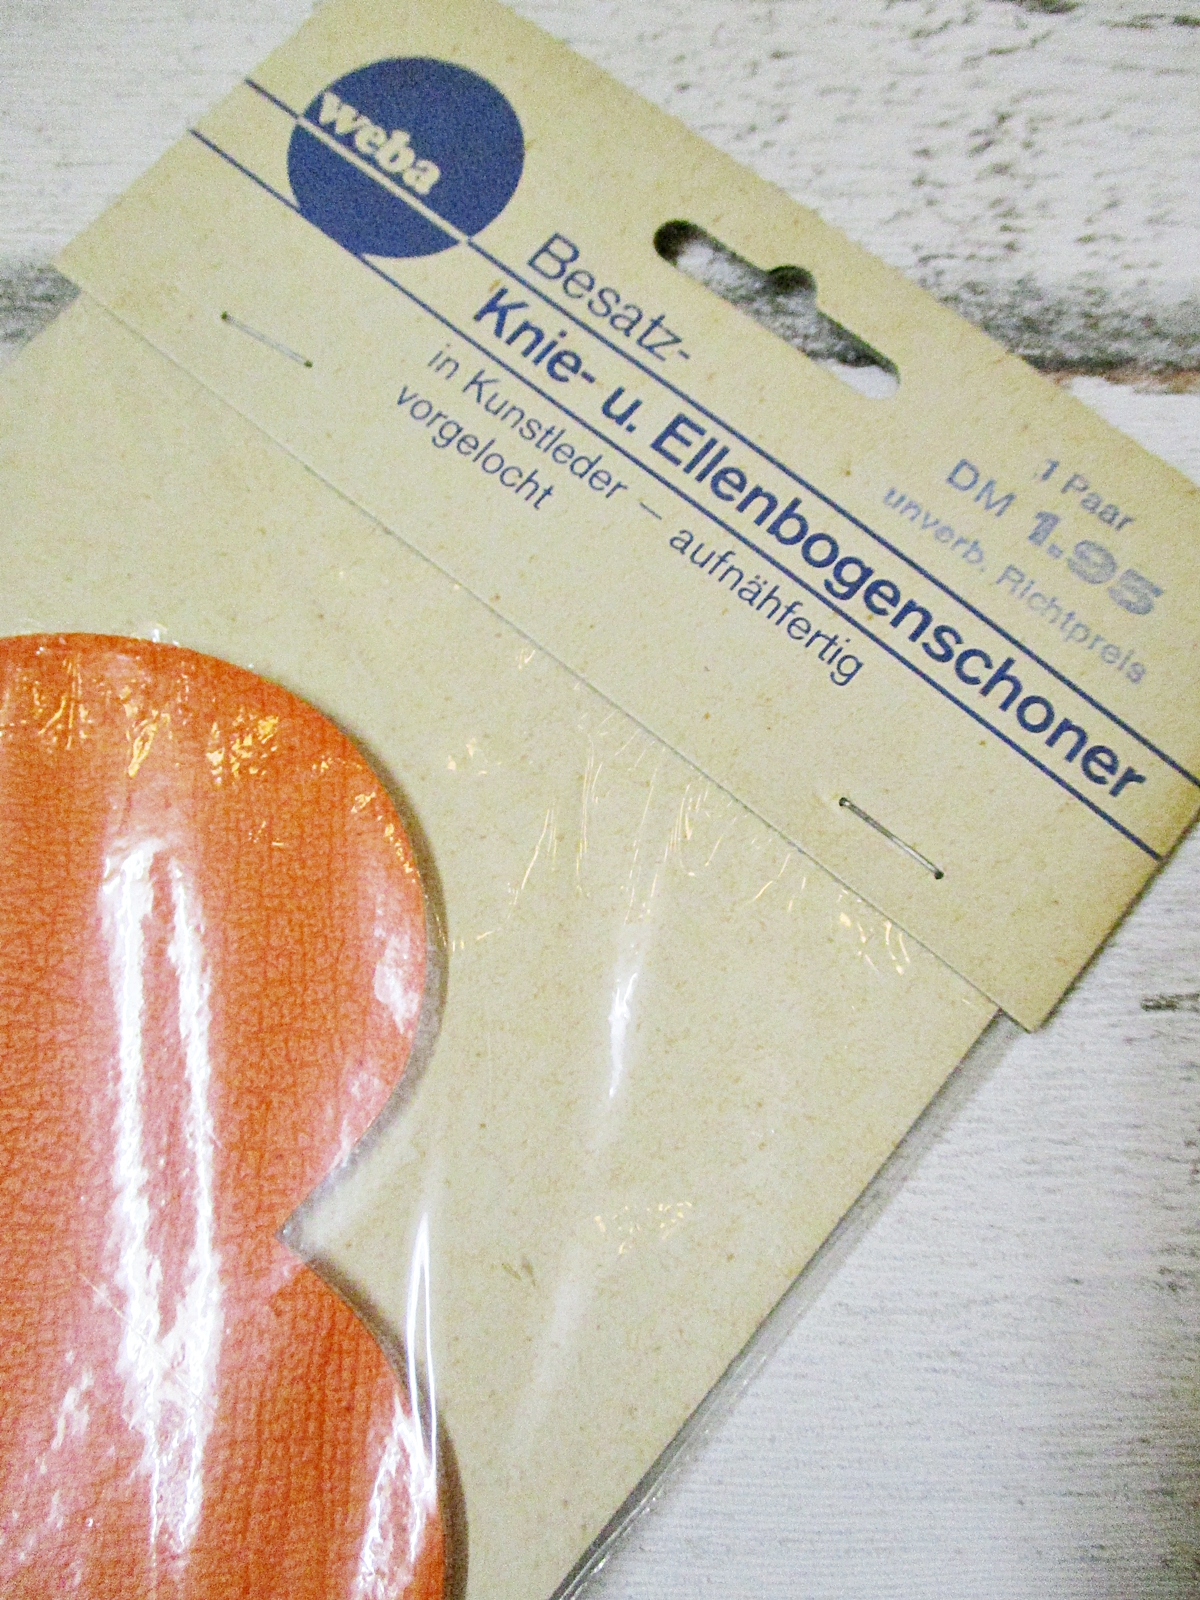 weba
Besatz-
Knie- u. Ellenbogenschoner
in Kunstleder – aufnähfertig
vorgelocht
1 Paar
DM 1.95
unverb. Richtpreis